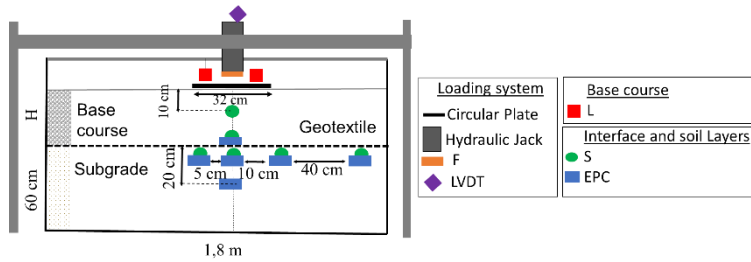 10 cm
32 cm
H
Base
course
Geotextile
Subgrade
60 cm
20 cm
5 cm
10 cm
40 cm
1,8 m
Loading system
Circular Plate
Hydraulic Jack
F
LVDT
Base course
L
Interface and soil Layers
S
EPC